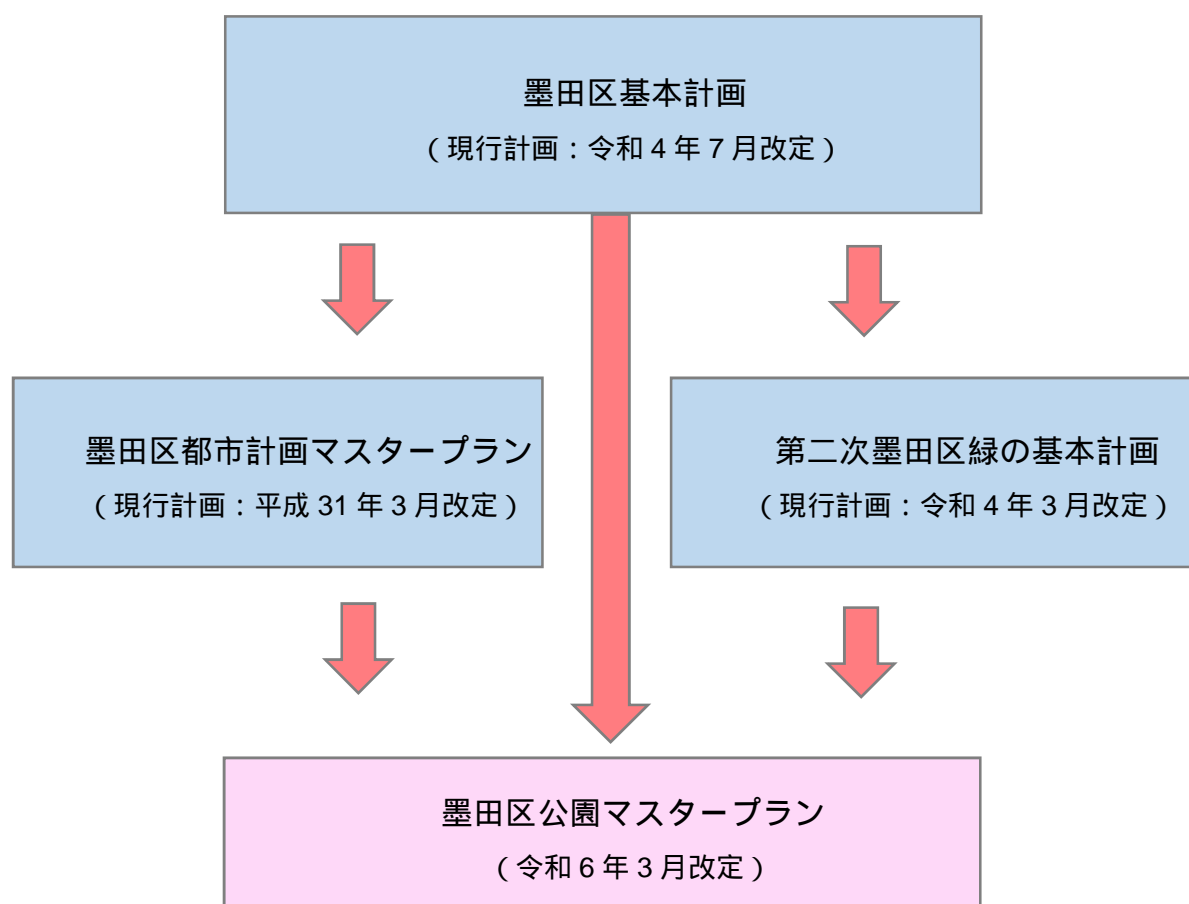 墨田区基本計画
（現行計画：令和４年７月改定）
墨田区都市計画マスタープラン
（現行計画：平成 31 年３月改定）
第二次墨田区緑の基本計画
（現行計画：令和４年３月改定）
墨田区公園マスタープラン
（令和６年３月改定）